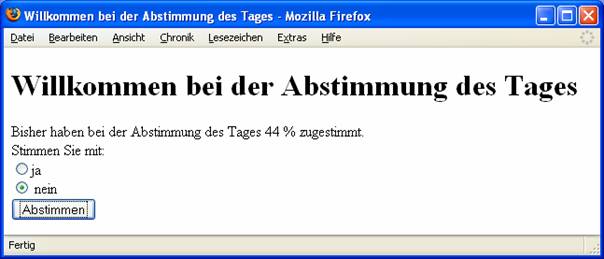 Willkommen bei der Abstimmung des Tages - Mozilla Firefox
Datei Bearbeiten Ansicht Chronik Lesezeichen Extras Hilfe
Willkommen bei der Abstimmung des Tages
Bisher haben bei der Abstimmung des Tages 44 % zugestimmt.
Stimmen Sie mit:
ja
nein
Abstimmen
Fertig